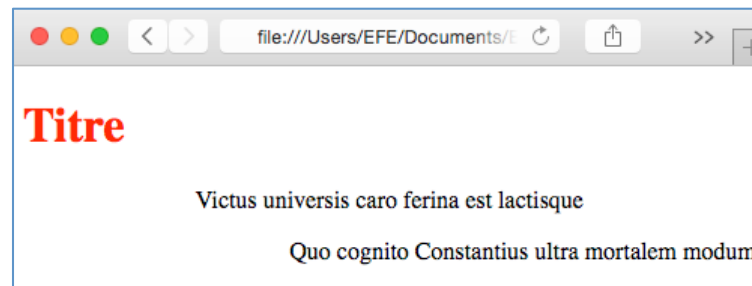 file:///Users/EFE/Documents/E
>>
Titre
Victus universis caro ferina est lactisque
Quo cognito Constantius ultra mortalem modum